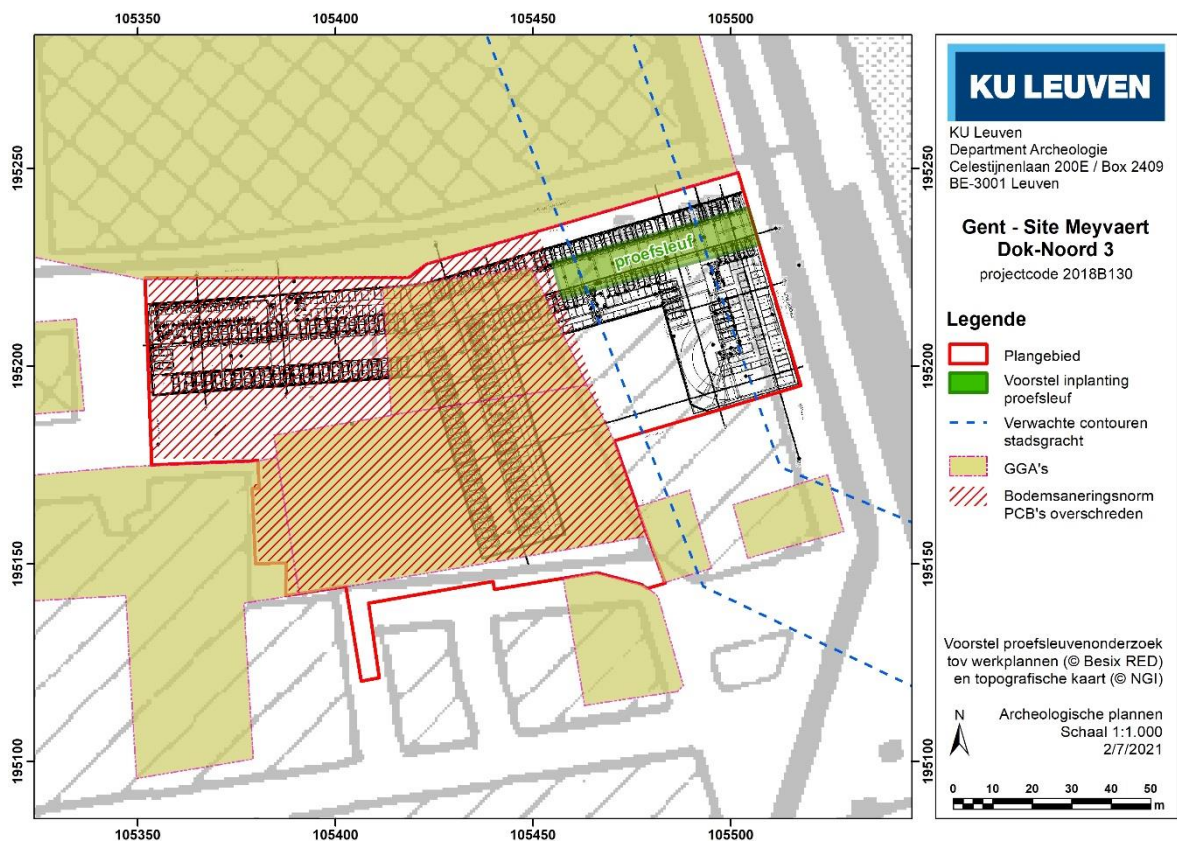 105350 105400 105450 105500
195250
195200
195150
195100
195250
195200
195150
195100
proefsleuf
105350 105400 105450 105500
KU LEUVEN
KU Leuven
Department Archeologie
Celestijnenlaan 200E / Box 2409
BE-3001 Leuven
Gent - Site Meyvaert
Dok-Noord 3
projectcode 2018B130
Legende
Plangebied
Voorstel inplanting
proefsleuf
Verwachte contouren
stadsgracht
GGA's
Bodemsaneringsnorm
PCB's overschreden
Voorstel proefsleuvenonderzoek
tov werkplannen (© Besix RED)
en topografische kaart (© NGI)
N
Archeologische plannen
Schaal 1:1.000
2/7/2021
0 10 20 30 40 50
m